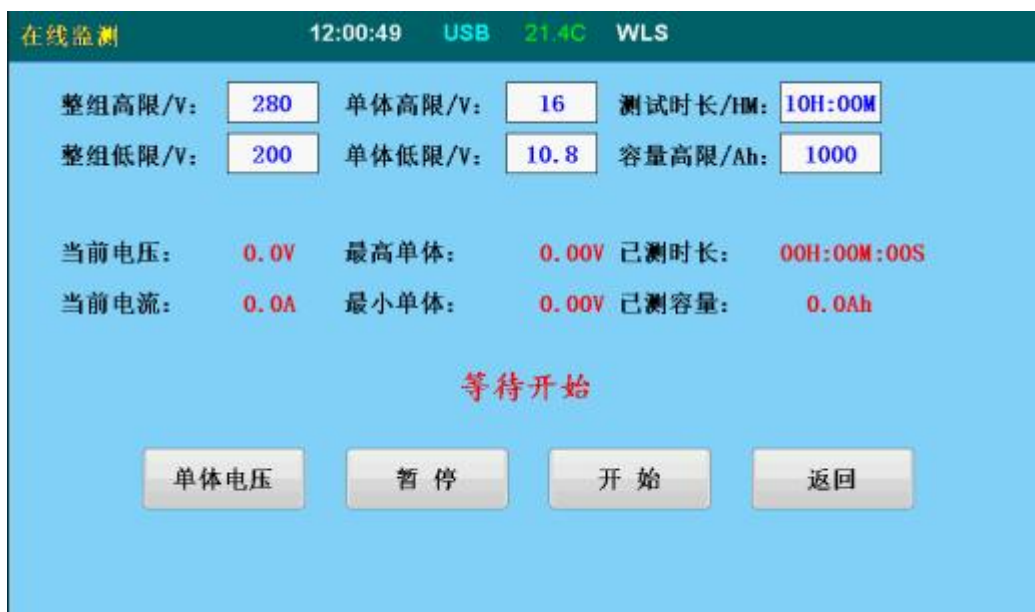 在线监测 12:00:49 USB 21.4C WLS
整组高限/V: 280 单体高限/V: 16 测试时长/HM: 10H:00M
整组低限/V: 200 单体低限/V: 10.8 容量高限/Ah: 1000
当前电压: 0.0V 最高单体: 0.00V 已测时长: 00H:00M:00S
当前电流: 0.0A 最小单体: 0.00V 已测容量: 0.0Ah
等待开始
单体电压 暂停 开始 返回